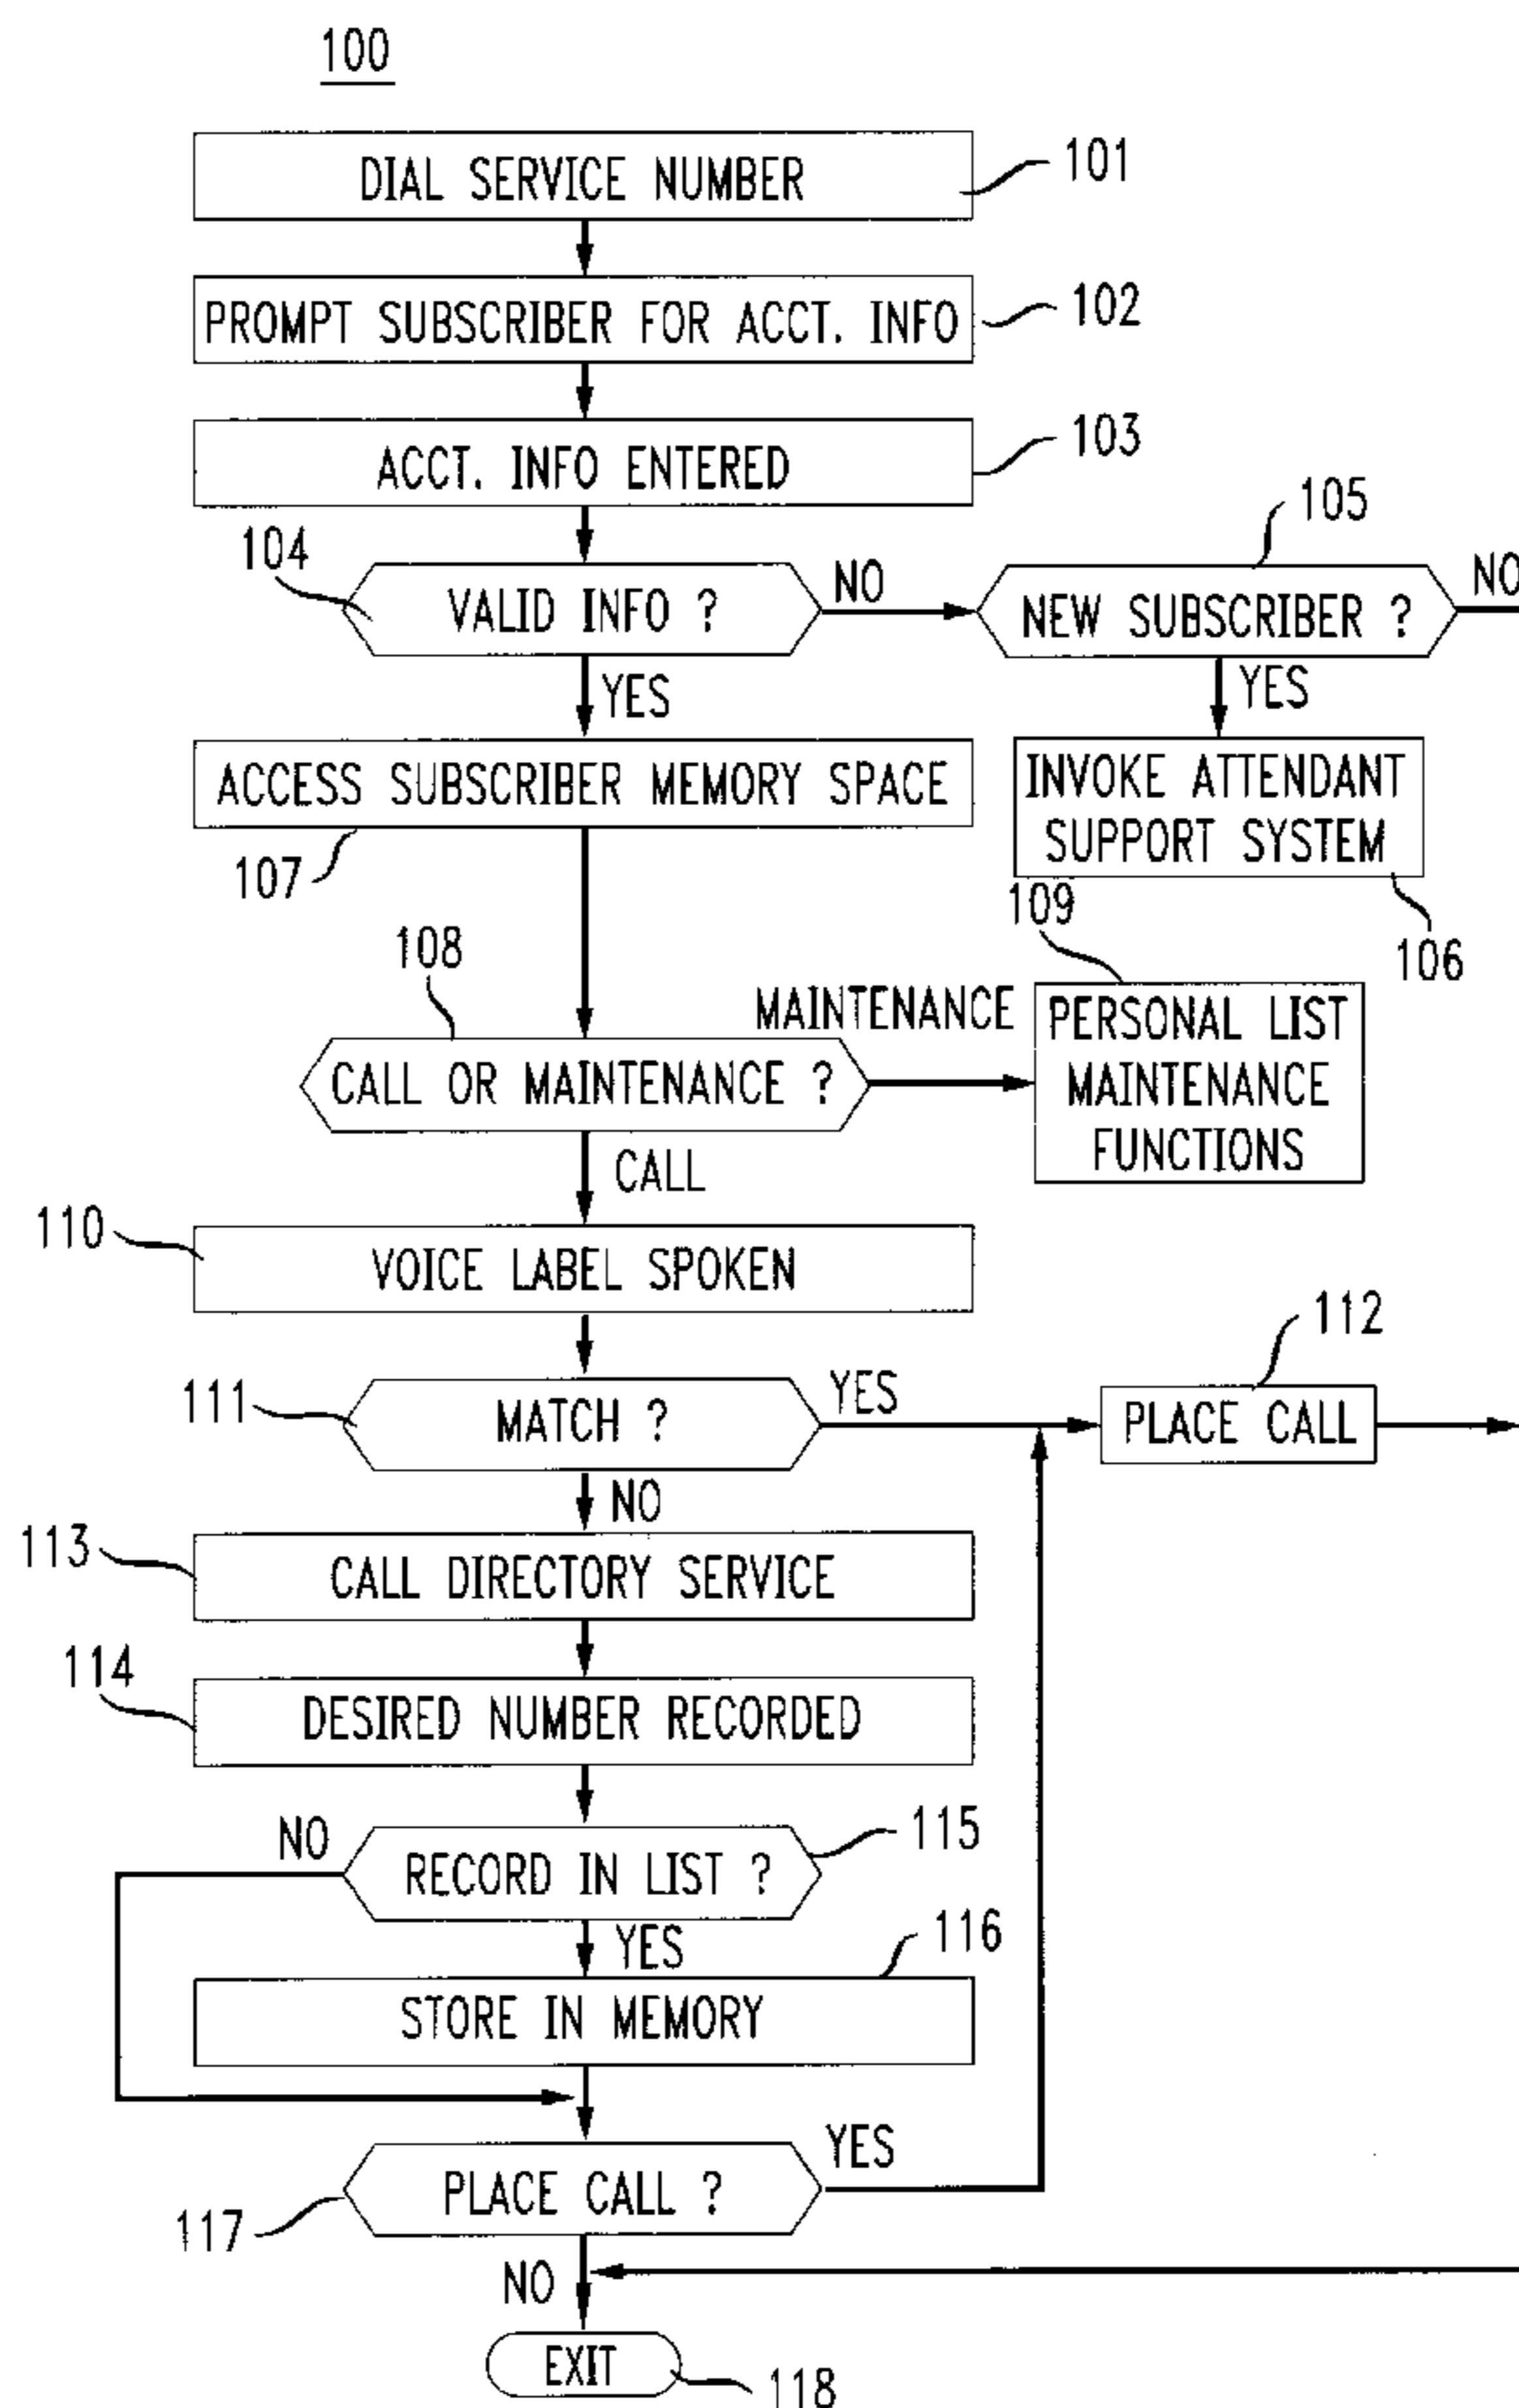 100
DIAL SERVICE NUMBER
101
PROMPT SUBSCRIBER FOR ACCT. INFO
102
ACCT. INFO ENTERED
103
104
VALID INFO ?
NO
105
NEW SUBSCRIBER ?
NO
YES
YES
ACCESS SUBSCRIBER MEMORY SPACE
107
INVOKE ATTENDANT
SUPPORT SYSTEM
106
108
CALL OR MAINTENANCE ?
MAINTENANCE
109
PERSONAL LIST
MAINTENANCE
FUNCTIONS
CALL
110
VOICE LABEL SPOKEN
111
MATCH ?
YES
112
PLACE CALL
NO
113
CALL DIRECTORY SERVICE
114
DESIRED NUMBER RECORDED
NO
RECORD IN LIST ?
115
YES
116
STORE IN MEMORY
PLACE CALL ?
YES
117
NO
EXIT
118